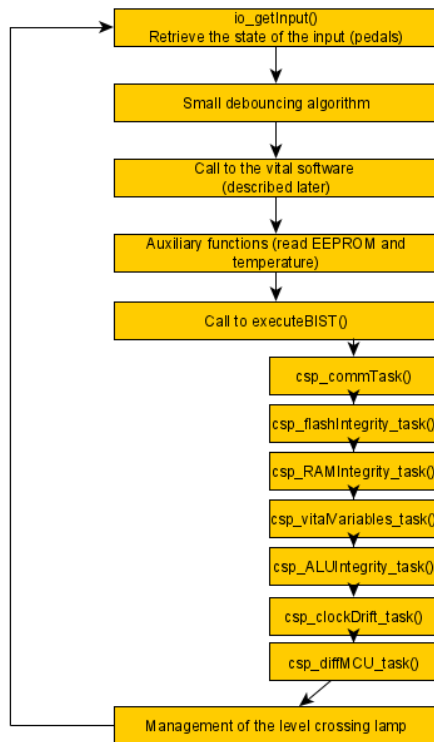 io_getInput()
Retrieve the state of the input (pedals)
Small debouncing algorithm
Call to the vital software
(described later)
Auxiliary functions (read EEPROM and
temperature)
Call to executeBIST()
csp_commTask()
csp_flashIntegrity_task()
csp_RAMIntegrity_task()
csp_vitalVariables_task()
csp_ALUIntegrity_task()
csp_clockDrift_task()
csp_diffMCU_task()
Management of the level crossing lamp